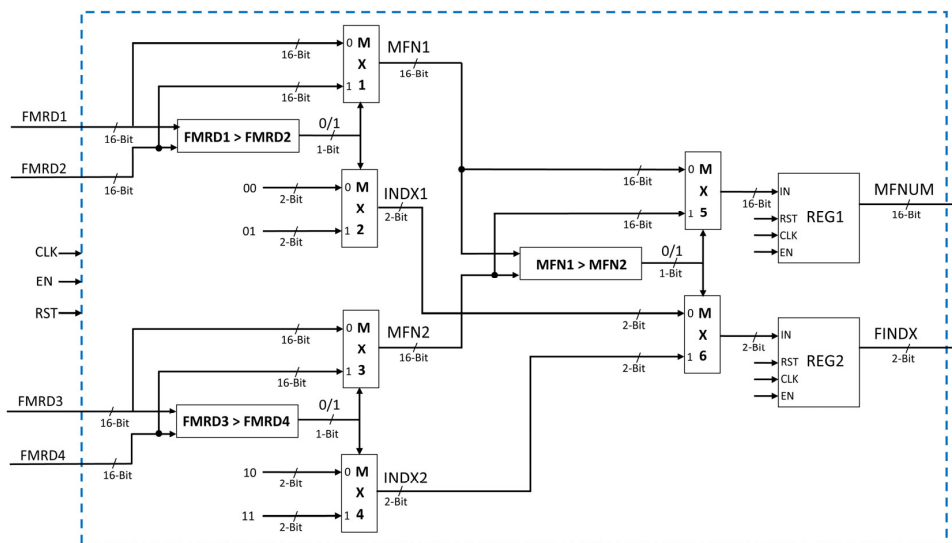 0 M
X
1 1
MFN1
16-Bit
16-Bit
16-Bit
FMRD1
16-Bit
FMRD1 > FMRD2
0/1
1-Bit
FMRD2
16-Bit
00
2-Bit
01
2-Bit
0 M
X
1 2
INDX1
2-Bit
CLK
EN
RST
16-Bit
16-Bit
0 M
X
1 5
16-Bit
IN
RST
CLK
EN
REG1
MFNUM
16-Bit
MFN1 > MFN2
0/1
1-Bit
2-Bit
2-Bit
0 M
X
1 6
2-Bit
IN
RST
CLK
EN
REG2
FINDX
2-Bit
16-Bit
16-Bit
0 M
X
1 3
MFN2
16-Bit
FMRD3
16-Bit
FMRD3 > FMRD4
0/1
1-Bit
FMRD4
16-Bit
10
2-Bit
11
2-Bit
0 M
X
1 4
INDX2
2-Bit